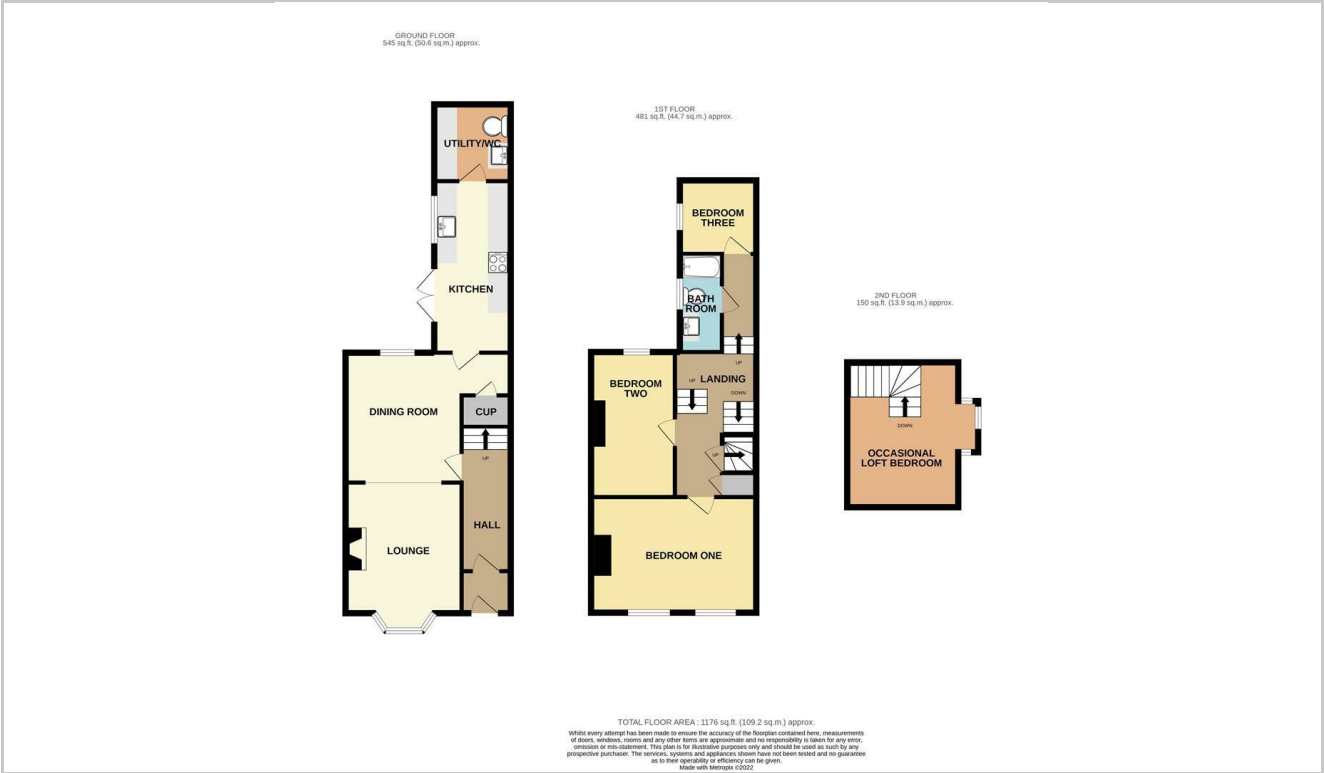 GROUND FLOOR
545 sq.ft. (50.6 sq.m.) approx.
UTILITY/WC
KITCHEN
DINING ROOM
CUP
UP
HALL
LOUNGE
1ST FLOOR
481 sq.ft. (44.7 sq.m.) approx.
BEDROOM
THREE
BATH
ROOM
UP
UP
LANDING
DOWN
BEDROOM
TWO
UP
BEDROOM ONE
2ND FLOOR
150 sq.ft. (13.9 sq.m.) approx.
DOWN
OCCASIONAL
LOFT BEDROOM
TOTAL FLOOR AREA : 1176 sq.ft. (109.2 sq.m.) approx.
Whilst every attempt has been made to ensure the accuracy of the floorplan contained here, measurements
of doors, windows, rooms and any other items are approximate and no responsibility is taken for any error,
omission or mis-statement. This plan is for illustrative purposes only and should be used as such by any
prospective purchaser. The services, systems and appliances shown have not been tested and no guarantee
as to their operability or efficiency can be given.
Made with Metropix ©2022